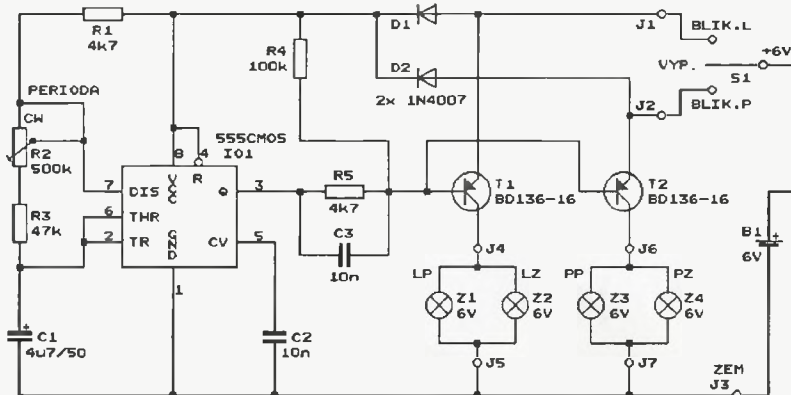 R1
4k7
D1
J1
BLIK.L
R4
100k
D2
VYP.
S1
+6V
2x 1N4007
J2
BLIK.P
PERIODA
CW
R2
500k
555CMOS
IO1
8
4
VCC
R
7
DIS
Q
3
R5
4k7
T1
BD136-16
T2
BD136-16
6
THR
R3
47k
2
TR
GND
CV
5
C3
10n
J4
J6
B1
+
6V
1
LP
LZ
PP
PZ
Z1
6V
Z2
6V
Z3
6V
Z4
6V
+
C1
4u7/50
C2
10n
J5
J7
ZEM
J3